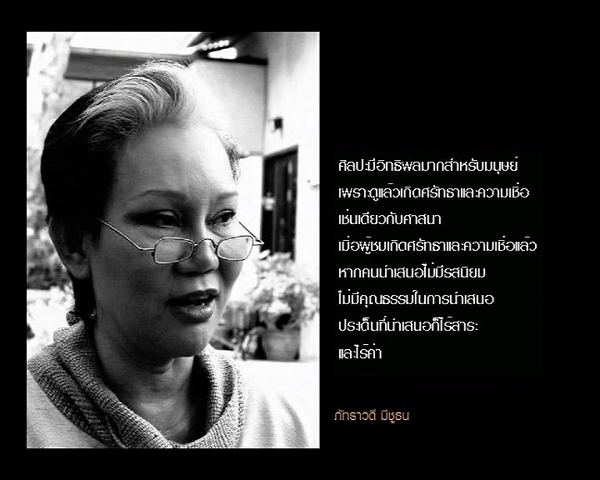 ศิลปะมีอิทธิพลมากสำหรับมนุษย์
เพราะดูแล้วเกิดศรัทธาและความเชื่อ
เช่นเดียวกับศาสนา
เมื่อผู้ชมเกิดศรัทธาและความเชื่อแล้ว
หากคนนำเสนอไม่มีรสนิยม
ไม่มีคุณธรรมในการนำเสนอ
ประเด็นที่นำเสนอก็ไร้สาระ
และไร้ค่า
ภัทราวดี มีชูธน